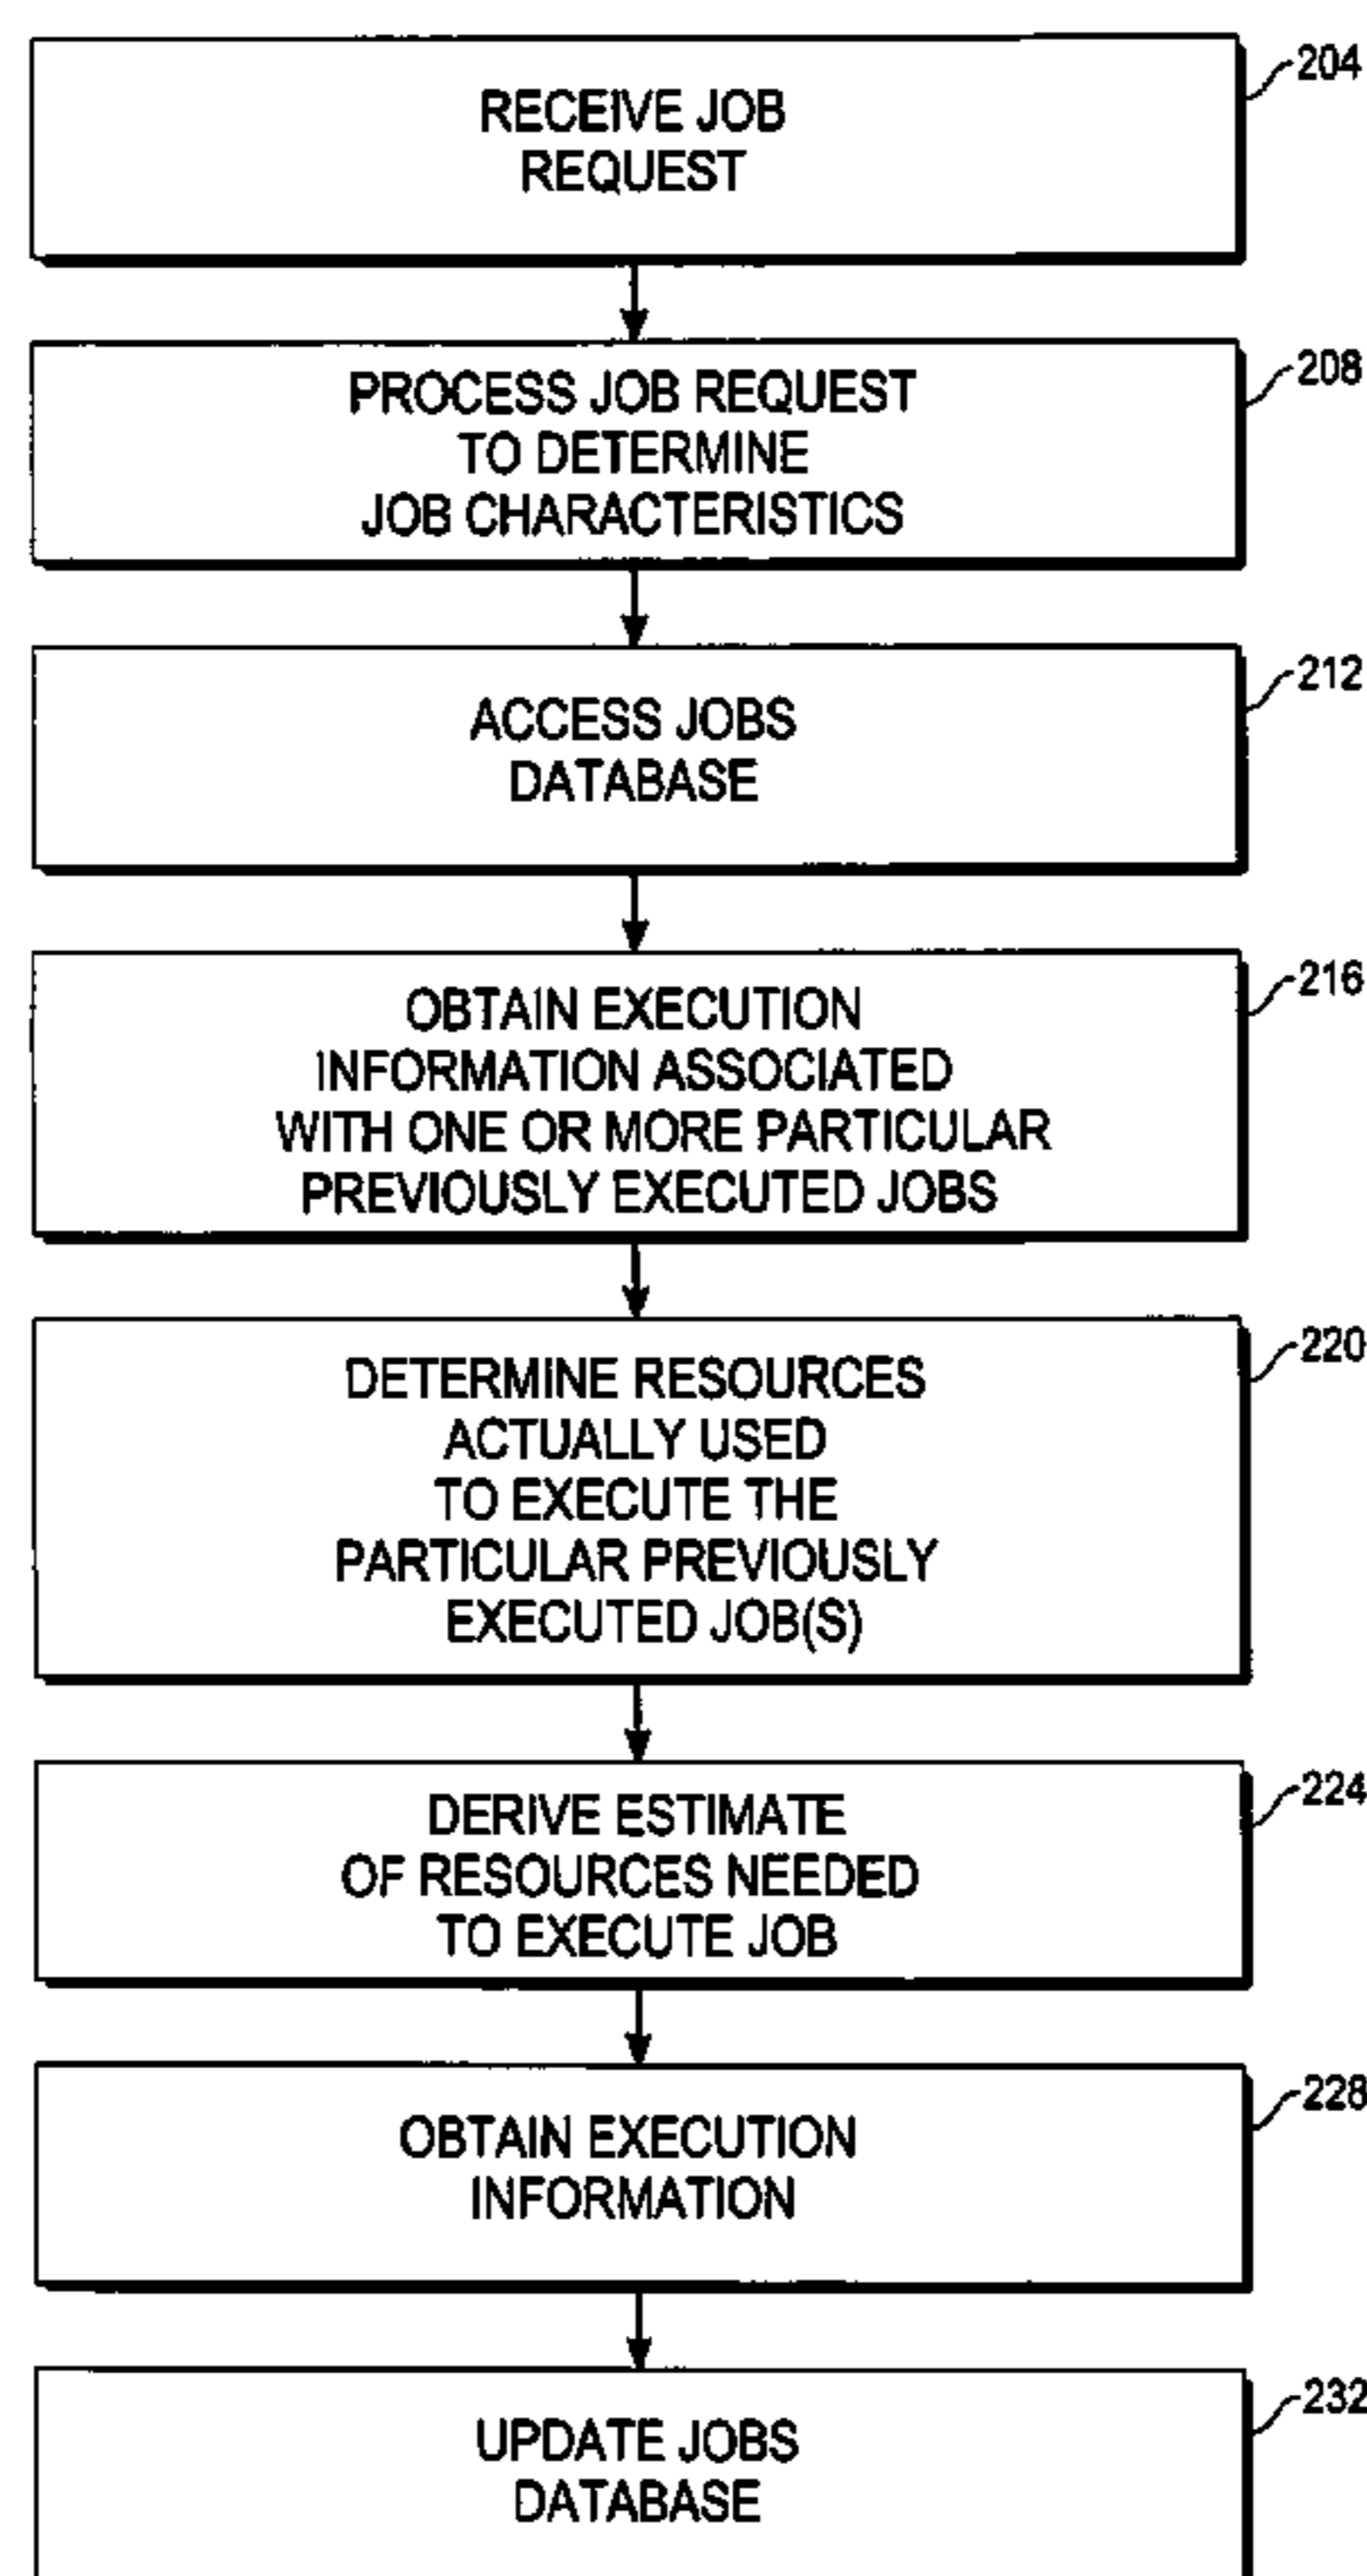 204
RECEIVE JOB
REQUEST
208
PROCESS JOB REQUEST
TO DETERMINE
JOB CHARACTERISTICS
212
ACCESS JOBS
DATABASE
216
OBTAIN EXECUTION
INFORMATION ASSOCIATED
WITH ONE OR MORE PARTICULAR
PREVIOUSLY EXECUTED JOBS
220
DETERMINE RESOURCES
ACTUALLY USED
TO EXECUTE THE
PARTICULAR PREVIOUSLY
EXECUTED JOB(S)
224
DERIVE ESTIMATE
OF RESOURCES NEEDED
TO EXECUTE JOB
228
OBTAIN EXECUTION
INFORMATION
232
UPDATE JOBS
DATABASE